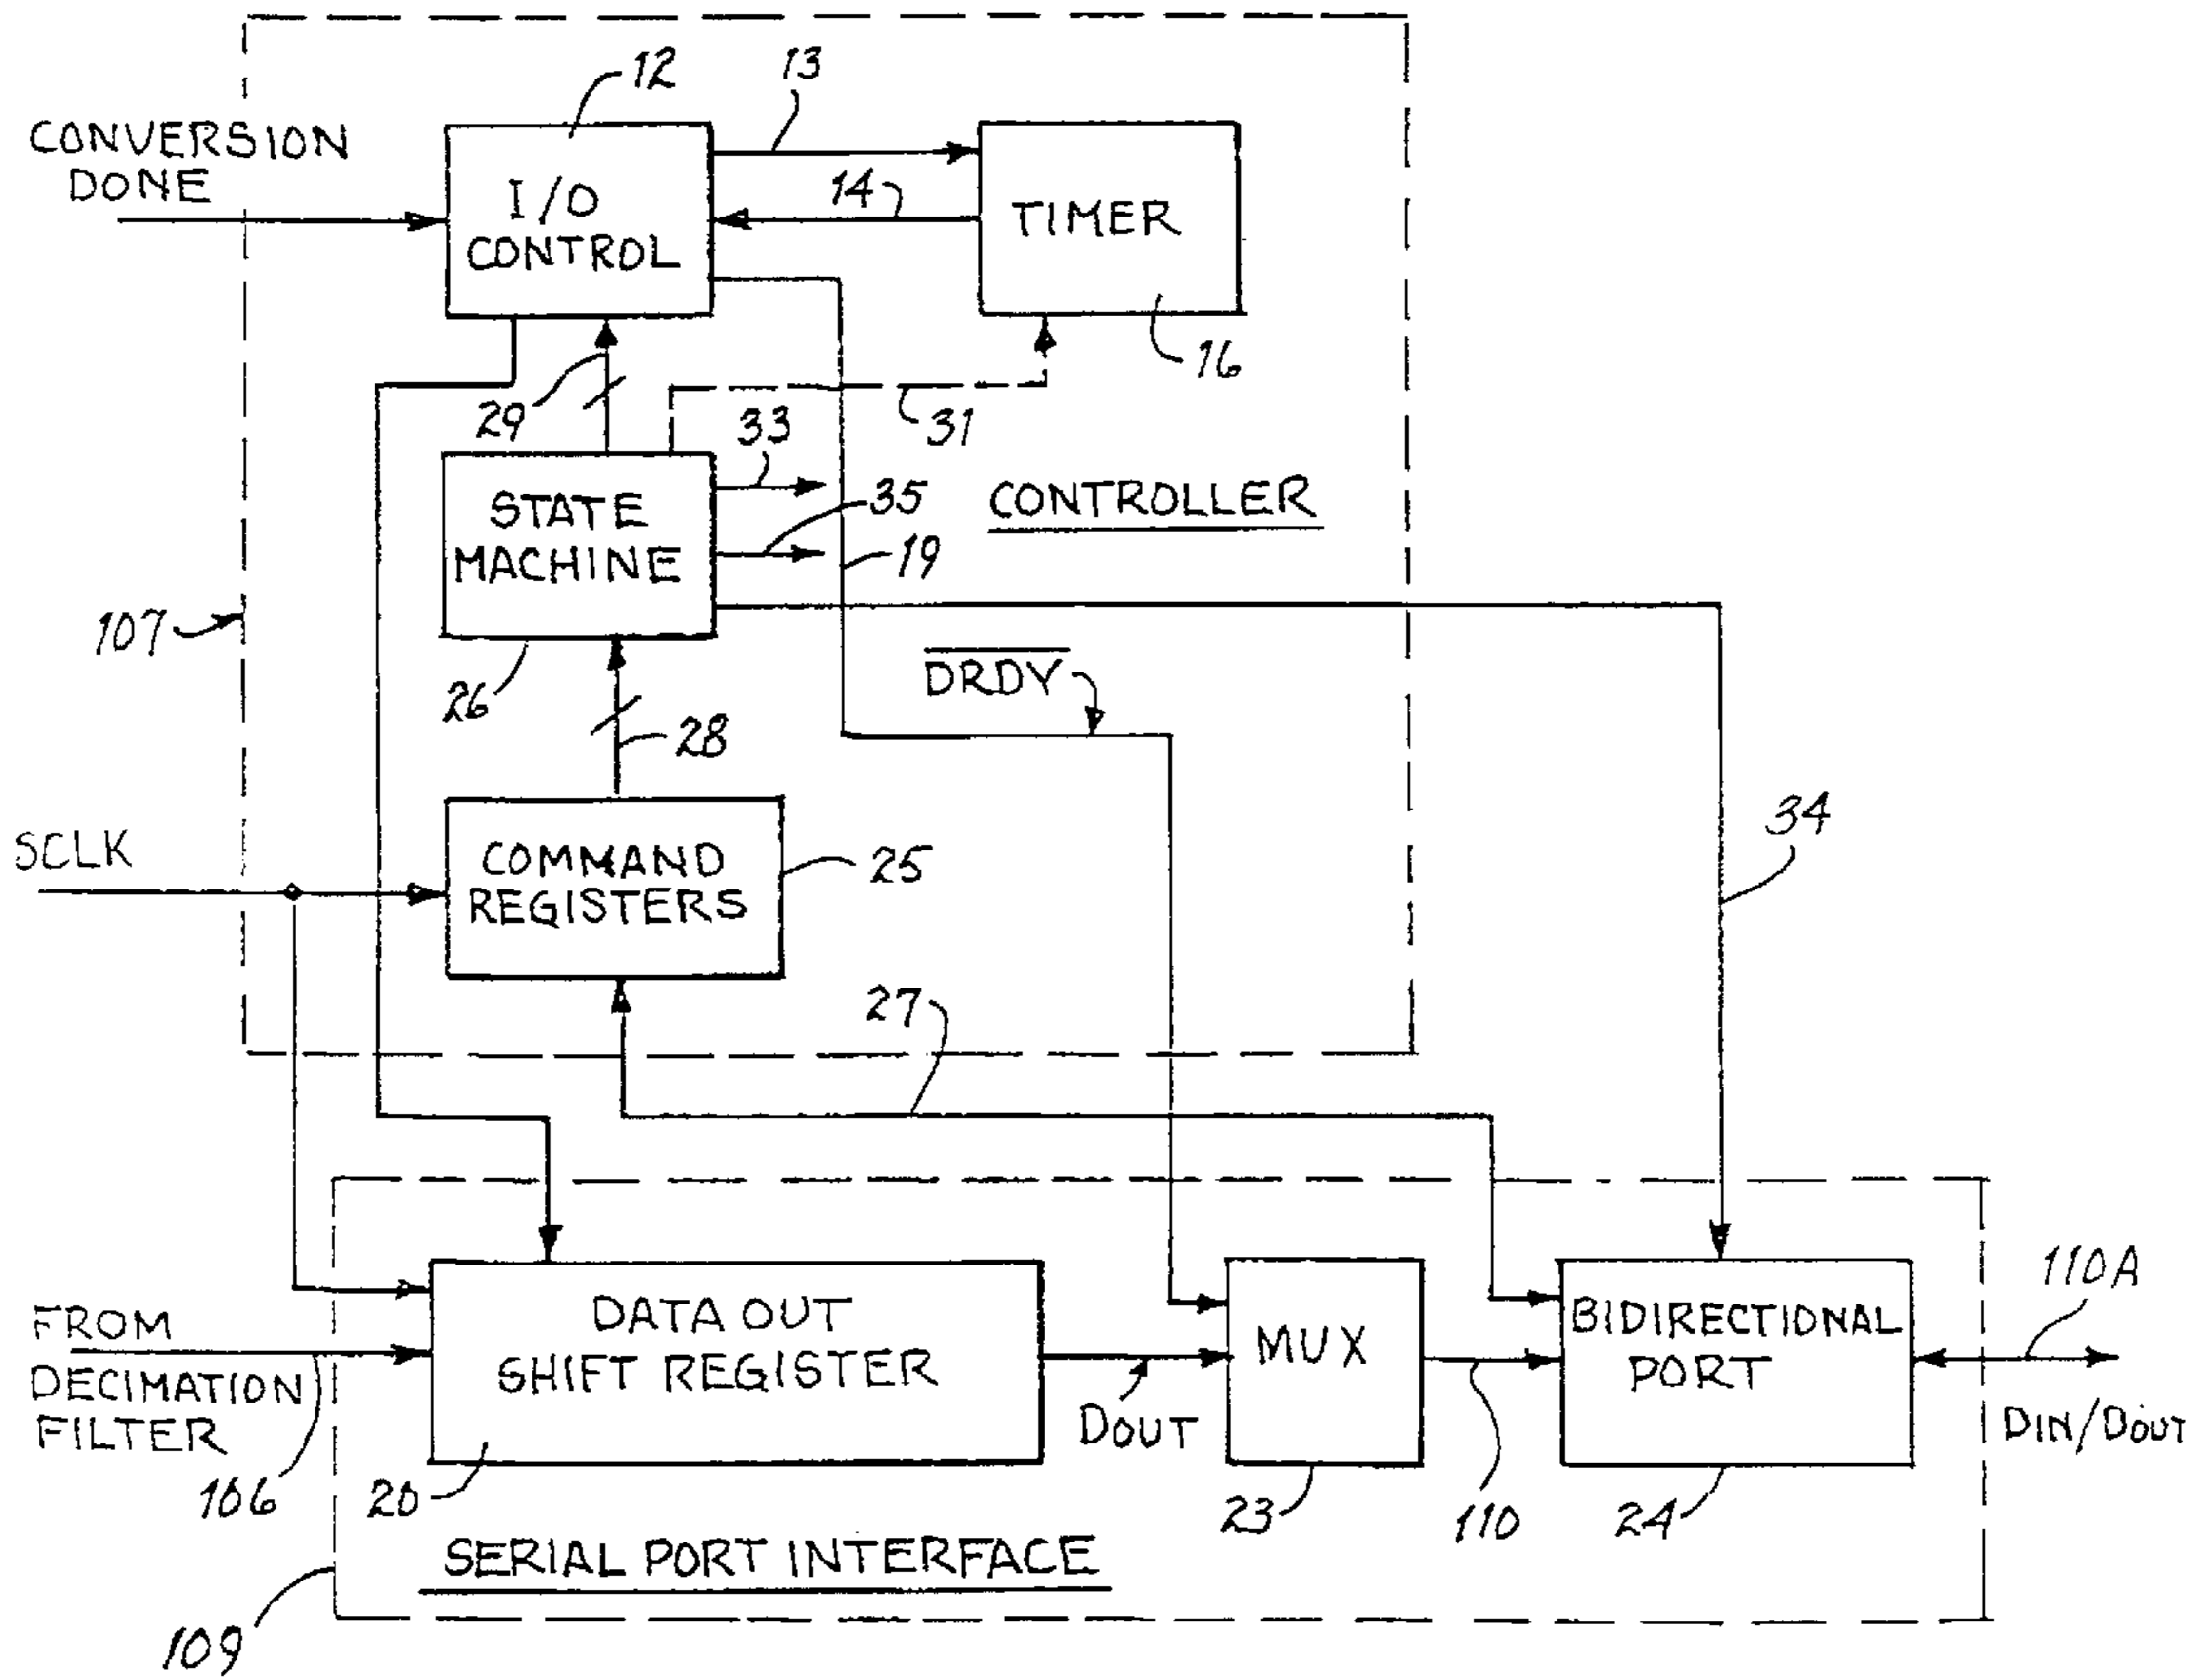 12
13
CONVERSION
DONE
I/O
CONTROL
14
TIMER
16
29
31
33
STATE
MACHINE
35
CONTROLLER
19
107
26
DRDY
28
34
SCLK
COMMAND
REGISTERS
25
27
110A
FROM
DECIMATION
FILTER
DATA OUT
SHIFT REGISTER
MUX
BIDIRECTIONAL
PORT
DOUT
DIN/DOUT
106
20
23
110
24
SERIAL PORT INTERFACE
109